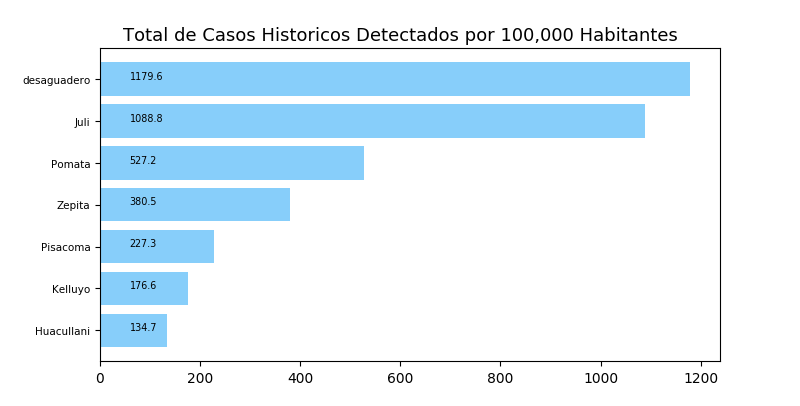 Total de Casos Historicos Detectados por 100,000 Habitantes
desaguadero 1179.6
Juli 1088.8
Pomata 527.2
Zepita 380.5
Pisacoma 227.3
Kelluyo 176.6
Huacullani 134.7
0 200 400 600 800 1000 1200